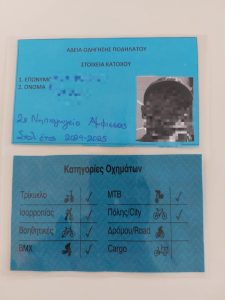 ΑΔΕΙΑ ΟΔΗΓΗΣΗΣ ΠΟΔΗΛΑΤΟΥ
ΣΤΟΙΧΕΙΑ ΚΑΤΟΧΟΥ
1. ΕΠΩΝΥΜΟ
2. ΟΝΟΜΑ
2ο Νηπιαγωγείο Άμφισσας
Σχολ. έτος 2024-2025
Κατηγορίες Οχημάτων
Τρίκυκλο ✓ MTB ✓
Ισορροπίας ✓ Πόλης/City ✓
Βοηθητικές ✓ Δρόμου/Road
BMX Cargo